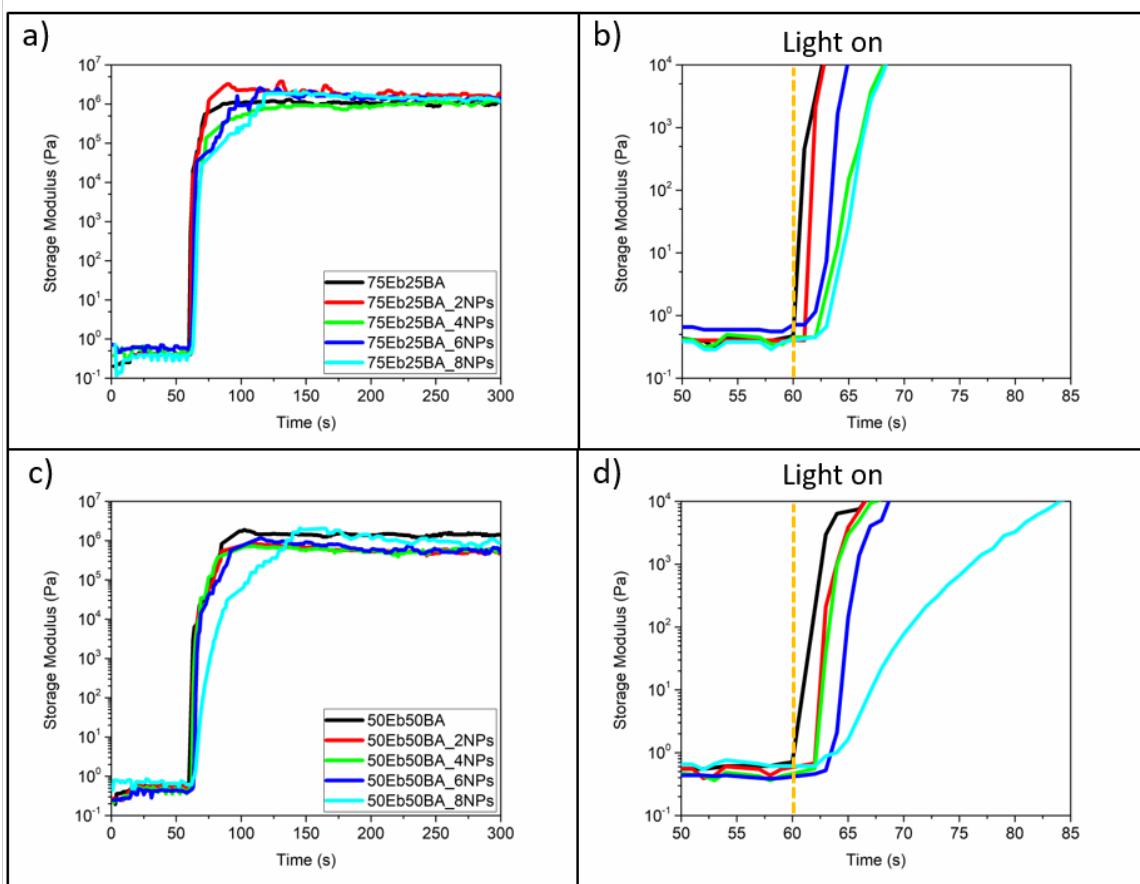 a)
10^7
10^6
10^5
10^4
10^3
10^2
10^1
10^0
10^-1
Storage Modulus (Pa)
75Eb25BA
75Eb25BA_2NPs
75Eb25BA_4NPs
75Eb25BA_6NPs
75Eb25BA_8NPs
0 50 100 150 200 250 300
Time (s)
b)
Light on
10^4
10^3
10^2
10^1
10^0
10^-1
Storage Modulus (Pa)
50 55 60 65 70 75 80 85
Time (s)
c)
10^7
10^6
10^5
10^4
10^3
10^2
10^1
10^0
10^-1
Storage Modulus (Pa)
50Eb50BA
50Eb50BA_2NPs
50Eb50BA_4NPs
50Eb50BA_6NPs
50Eb50BA_8NPs
0 50 100 150 200 250 300
Time (s)
d)
Light on
10^4
10^3
10^2
10^1
10^0
10^-1
Storage Modulus (Pa)
50 55 60 65 70 75 80 85
Time (s)